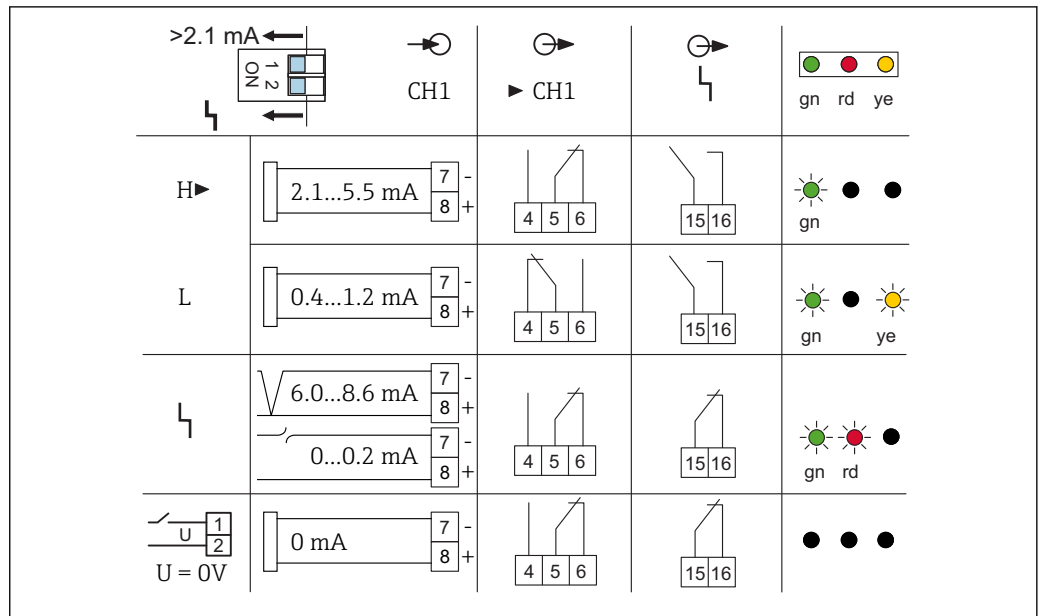 >2.1 mA
ON
1 2
CH1
► CH1
gn rd ye
H►
2.1...5.5 mA
7 -
8 +
4 5 6
15 16
gn
L
0.4...1.2 mA
7 -
8 +
4 5 6
15 16
gn ye
6.0...8.6 mA
7 -
8 +
0...0.2 mA
7 -
8 +
4 5 6
15 16
gn rd
U
1
2
U = 0V
0 mA
7 -
8 +
4 5 6
15 16